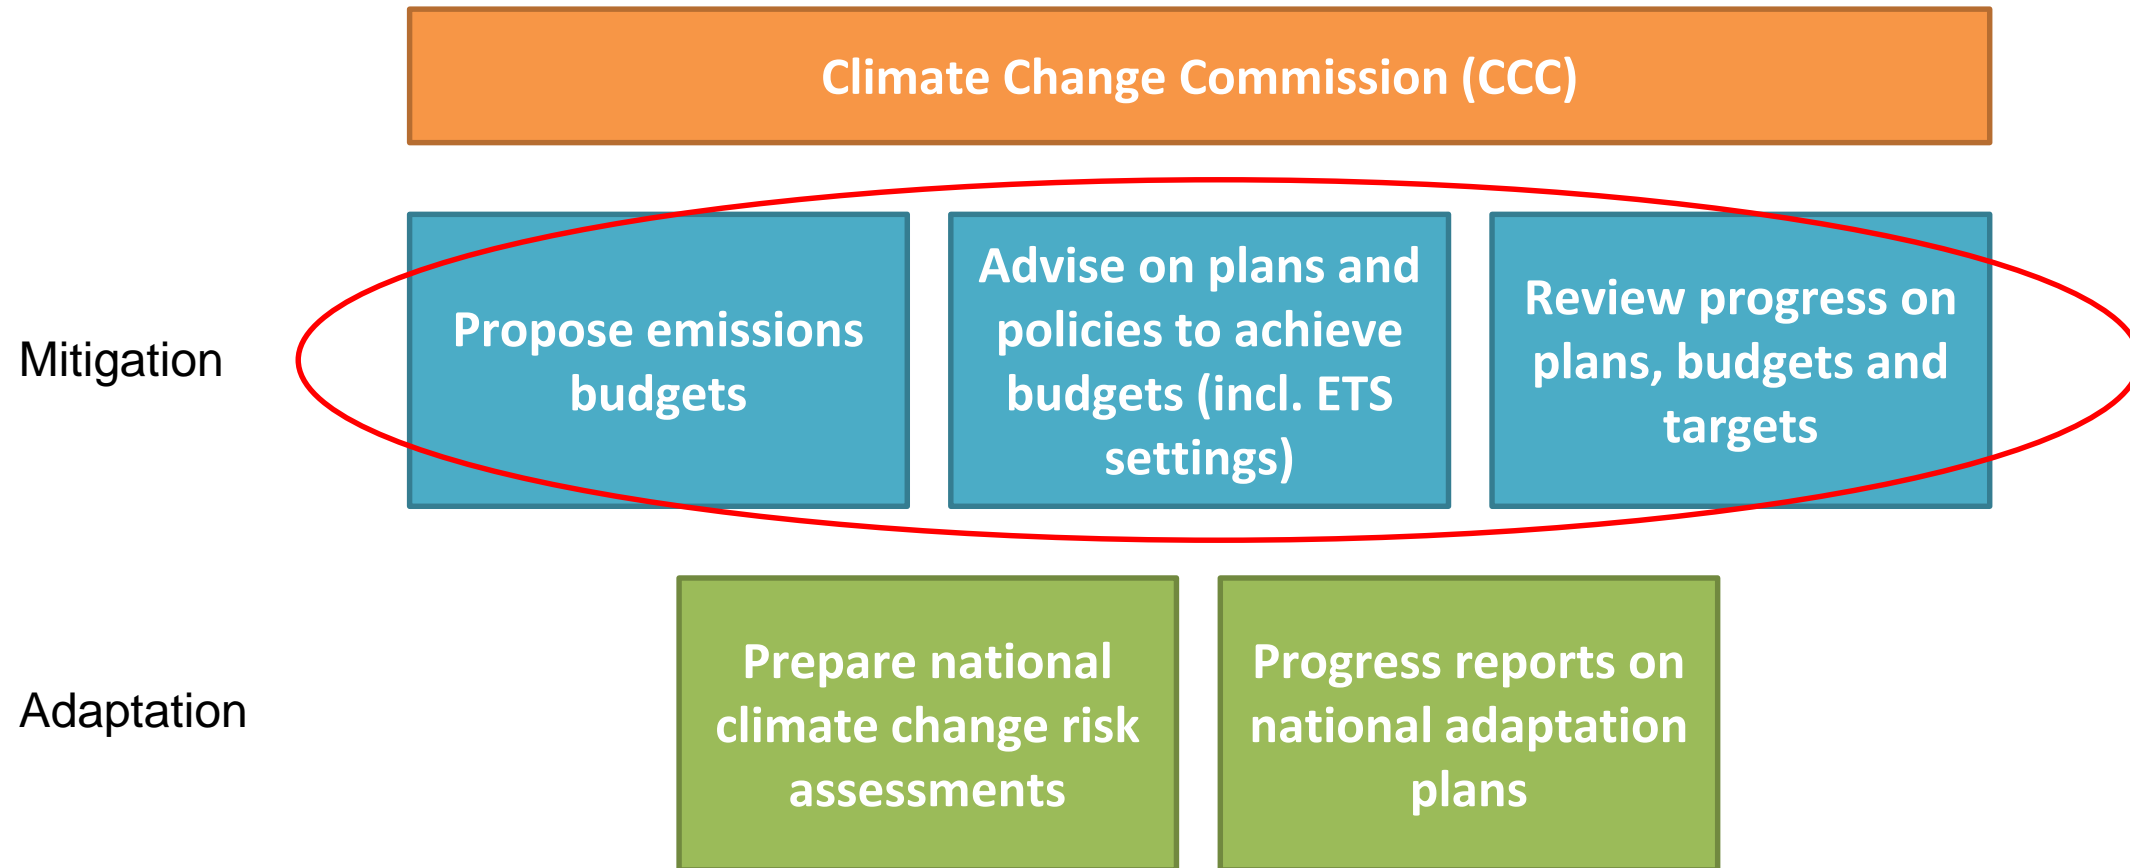 Climate Change Commission (CCC)
Mitigation
Propose emissions
budgets
Advise on plans and
policies to achieve
budgets (incl. ETS
settings)
Review progress on
plans, budgets and
targets
Adaptation
Prepare national
climate change risk
assessments
Progress reports on
national adaptation
plans